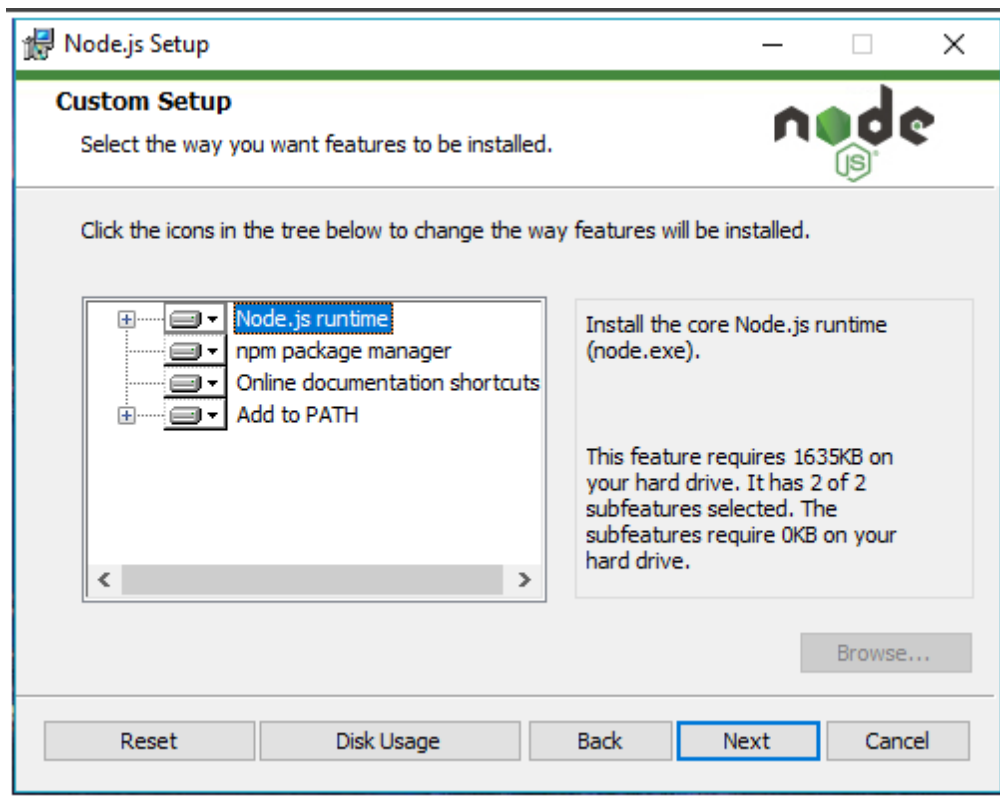 Node.js Setup
Custom Setup
Select the way you want features to be installed.
node
JS
Click the icons in the tree below to change the way features will be installed.
Node.js runtime
npm package manager
Online documentation shortcuts
Add to PATH
Install the core Node.js runtime
(node.exe).
This feature requires 1635KB on
your hard drive. It has 2 of 2
subfeatures selected. The
subfeatures require 0KB on your
hard drive.
Browse...
Reset
Disk Usage
Back
Next
Cancel